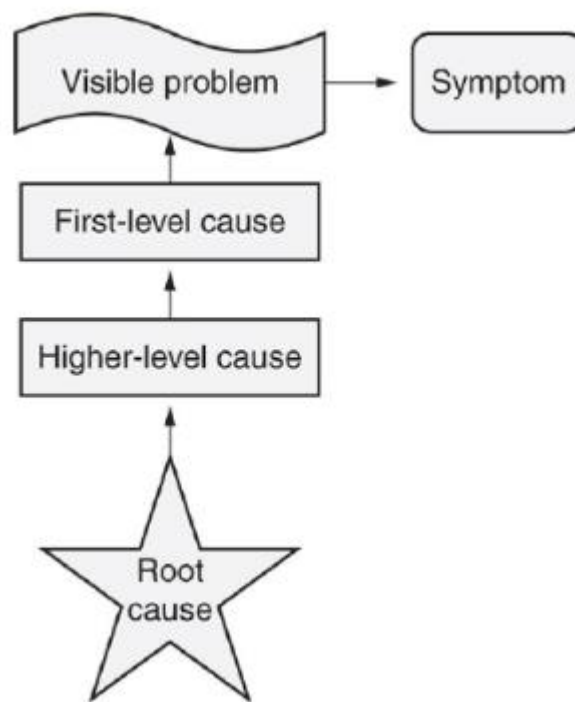 Visible problem
Symptom
First-level cause
Higher-level cause
Root
cause